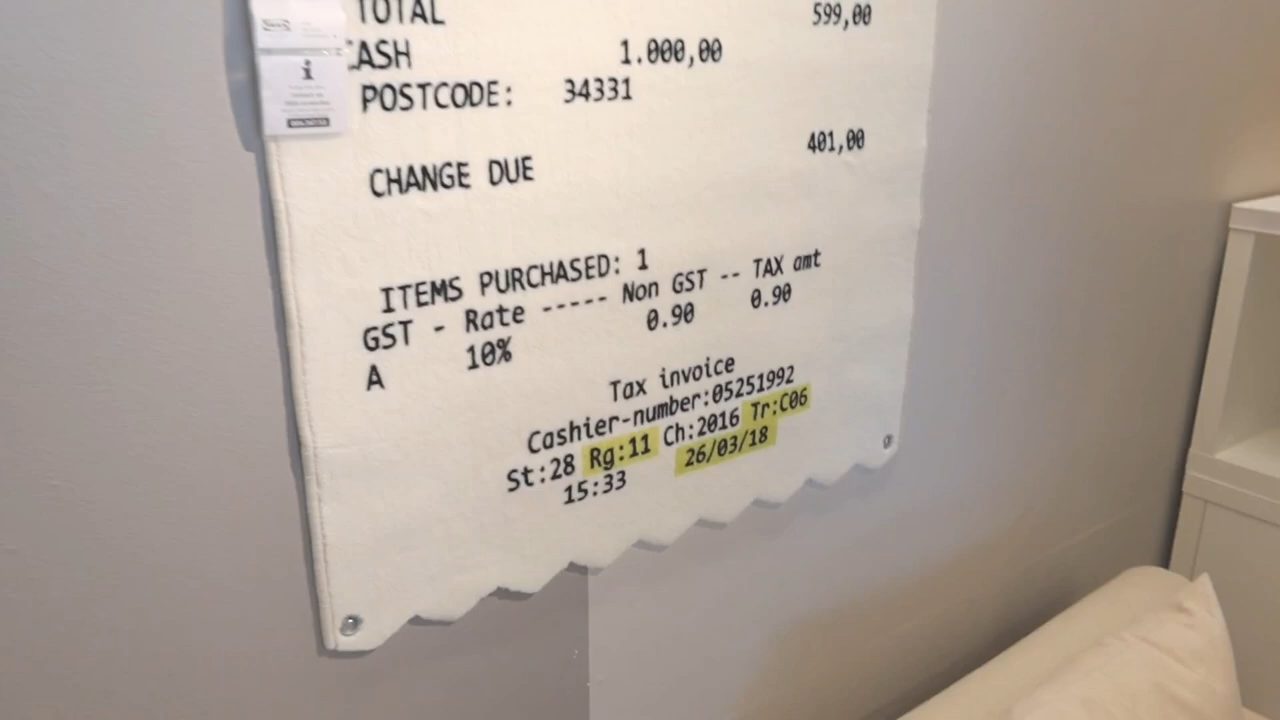 TOTAL 599,00
CASH 1.000,00
POSTCODE: 34331
CHANGE DUE 401,00
ITEMS PURCHASED: 1
GST - Rate ----- Non GST -- TAX amt
A 10% 0.90 0.90
Tax invoice
Cashier-number:05251992
St:28 Rg:11 Ch:2016 Tr:C06
15:33 26/03/18